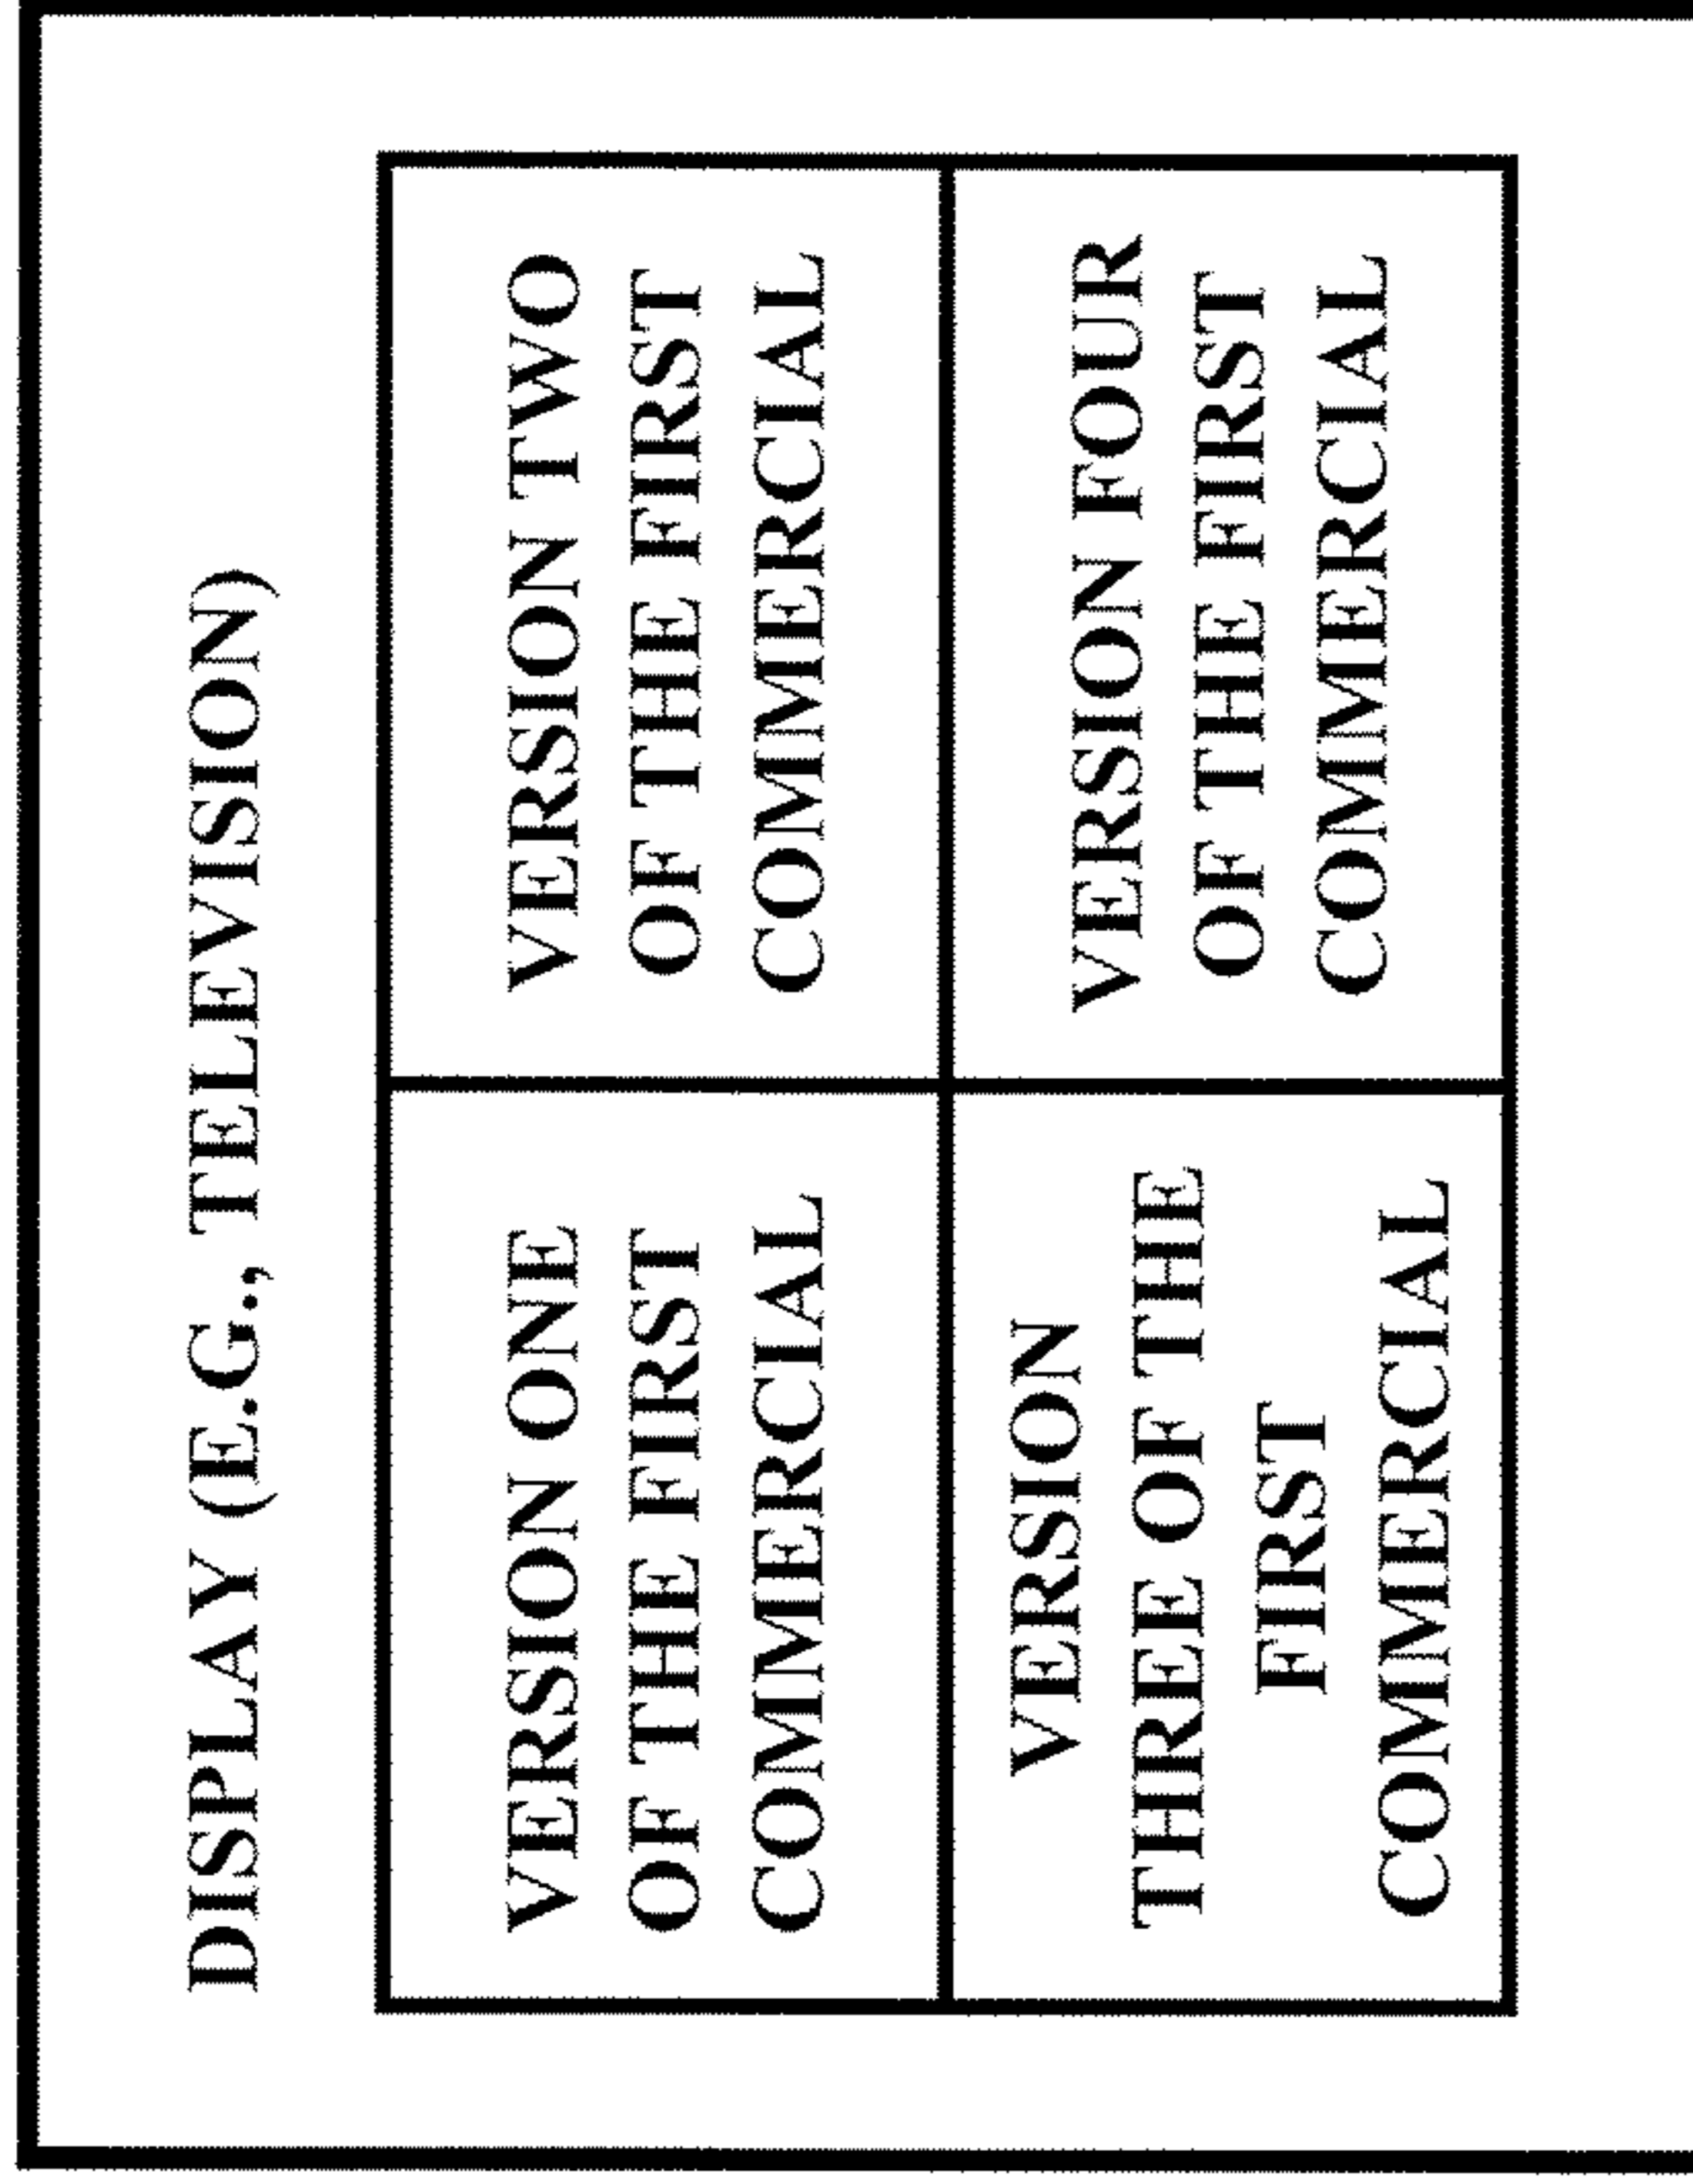 DISPLAY (E.G., TELEVISION)
VERSION ONE
OF THE FIRST
COMMERCIAL
VERSION TWO
OF THE FIRST
COMMERCIAL
VERSION
THREE OF THE
FIRST
COMMERCIAL
VERSION FOUR
OF THE FIRST
COMMERCIAL